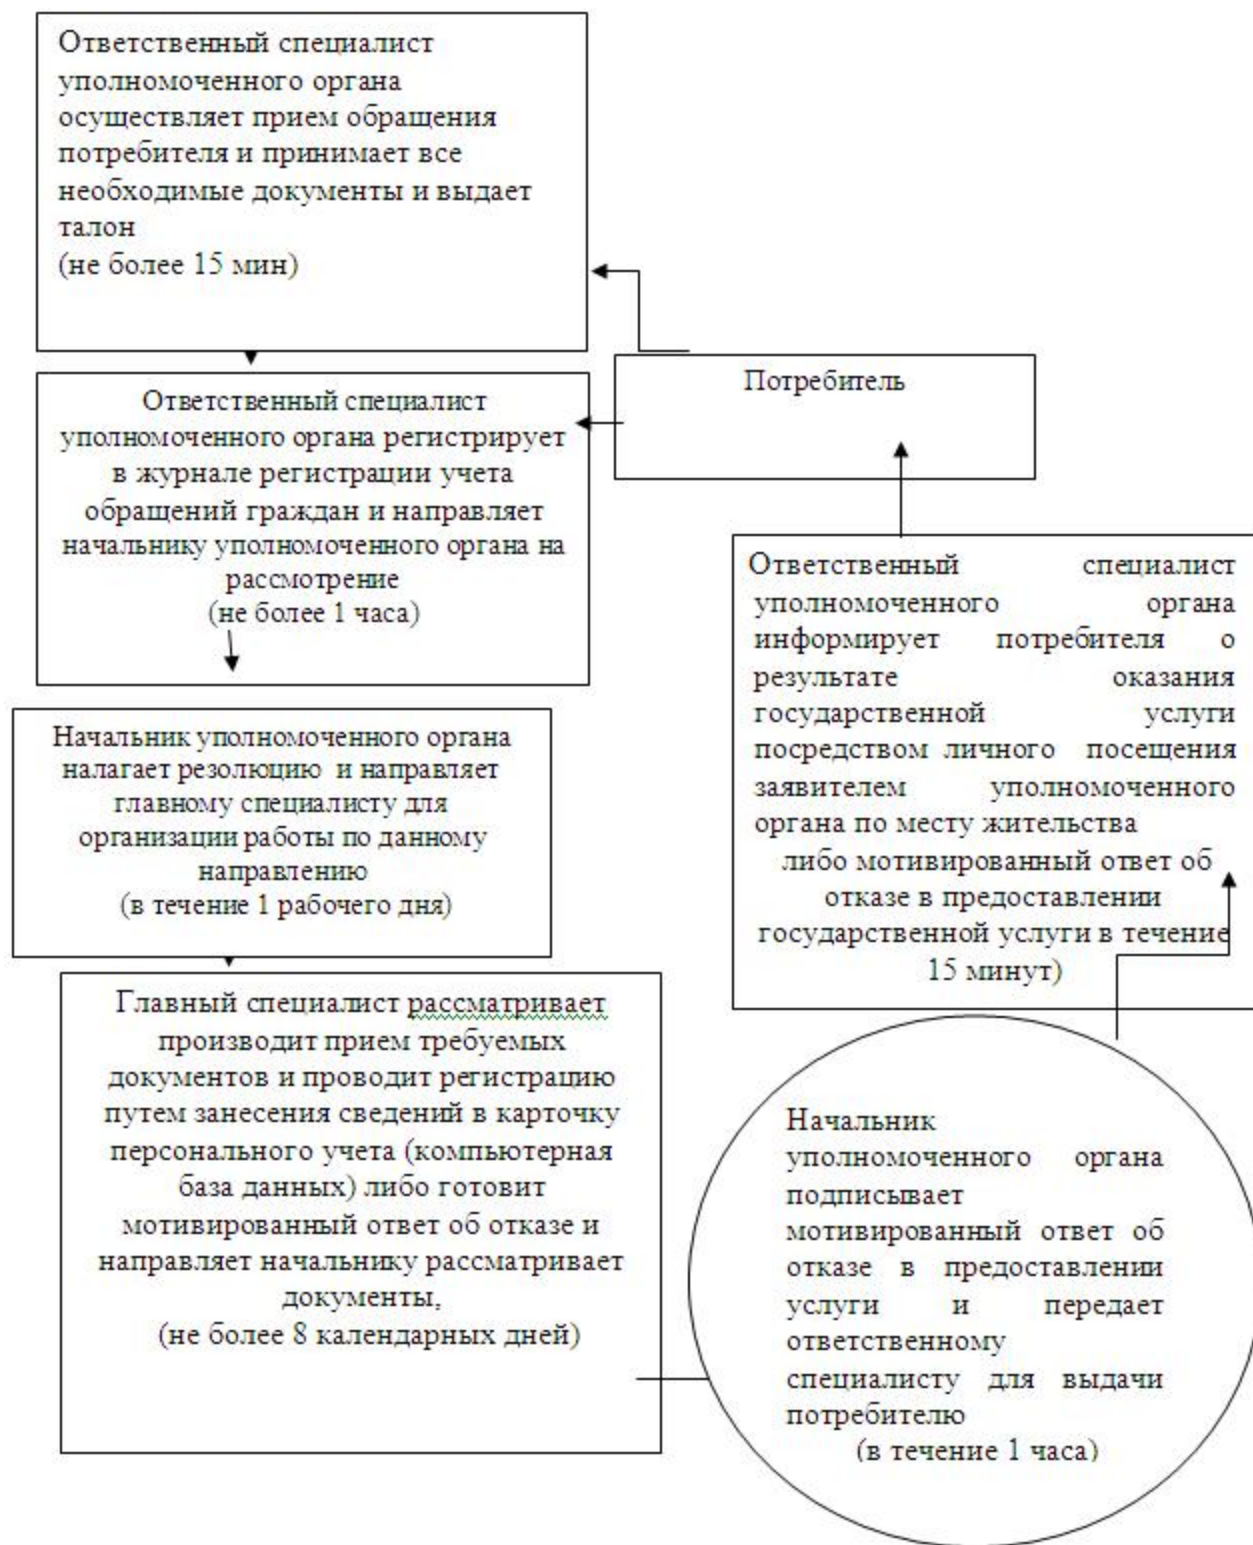 Ответственный специалист
уполномоченного органа
осуществляет прием обращения
потребителя и принимает все
необходимые документы и выдает
талон
(не более 15 мин)
Потребитель
Ответственный специалист
уполномоченного органа регистрирует
в журнале регистрации учета
обращений граждан и направляет
начальнику уполномоченного органа на
рассмотрение
(не более 1 часа)
Начальник уполномоченного органа
налагает резолюцию и направляет
главному специалисту для
организации работы по данному
направлению
(в течение 1 рабочего дня)
Главный специалист рассматривает
производит прием требуемых
документов и проводит регистрацию
путем занесения сведений в карточку
персонального учета (компьютерная
база данных) либо готовит
мотивированный ответ об отказе и
направляет начальнику рассматривает
документы,
(не более 8 календарных дней)
Ответственный специалист
уполномоченного органа
информирует потребителя о
результате оказания
государственной услуги
посредством личного посещения
заявителем уполномоченного
органа по месту жительства
либо мотивированный ответ об
отказе в предоставлении
государственной услуги в течение
15 минут)
Начальник
уполномоченного органа
подписывает
мотивированный ответ об
отказе в предоставлении
услуги и передает
ответственному
специалисту для выдачи
потребителю
(в течение 1 часа)